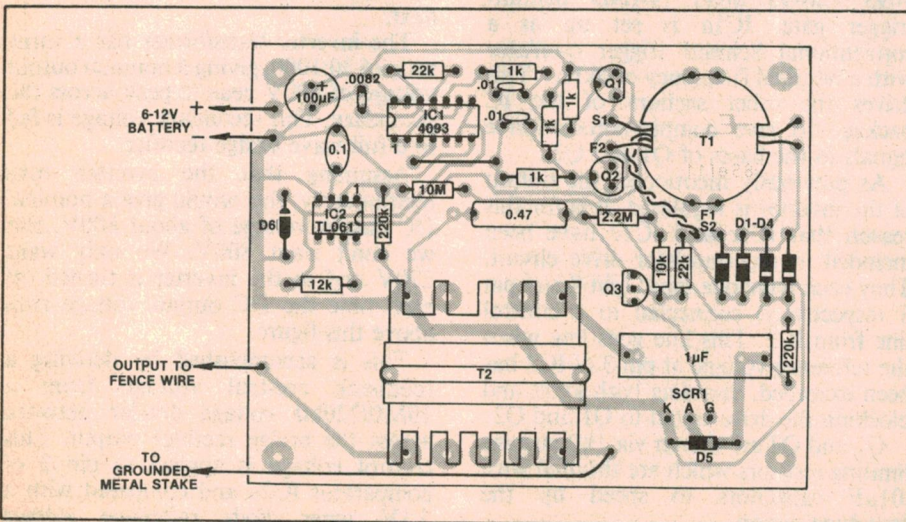 .0082
22k
1k
+
100µF
.01
Q1
+
6-12V
BATTERY
−
IC1
4093
1k
1k
S1
T1
.01
1
F2
0.1
1k
Q2
1
10M
F1
D6
IC2
TL061
220k
0.47
2.2M
S2
D1-D4
12k
Q3
10k
22k
1µF
220k
OUTPUT TO
FENCE WIRE
T2
SCR1
K A G
TO
GROUNDED
METAL STAKE
D5